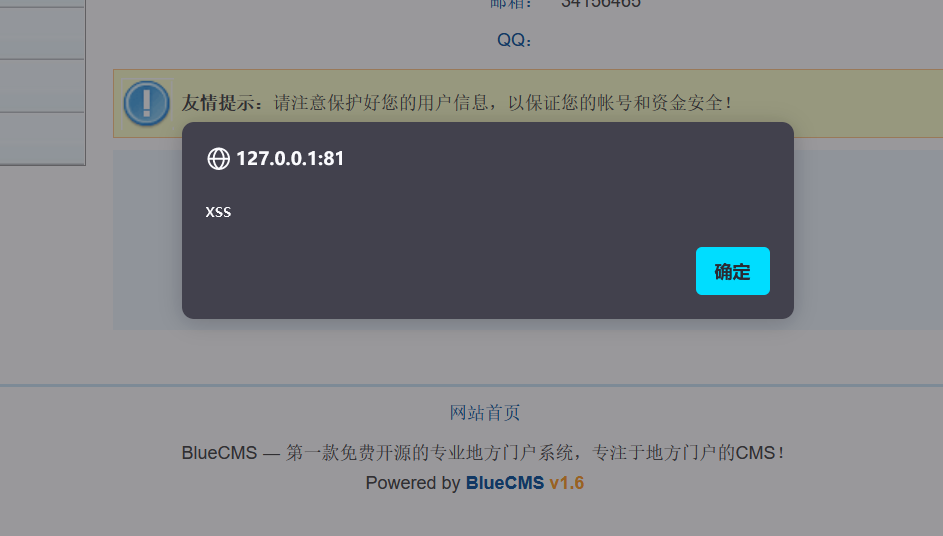 邮箱： 34156465
QQ：
友情提示：请注意保护好您的用户信息，以保证您的帐号和资金安全！
127.0.0.1:81
xss
确定
网站首页
BlueCMS — 第一款免费开源的专业地方门户系统，专注于地方门户的CMS！
Powered by BlueCMS v1.6